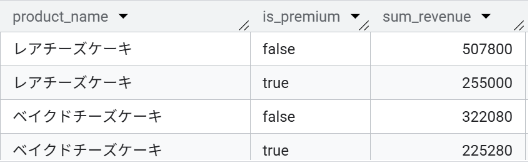 product_name is_premium sum_revenue
レアチーズケーキ false 507800
レアチーズケーキ true 255000
ベイクドチーズケーキ false 322080
ベイクドチーズケーキ true 225280